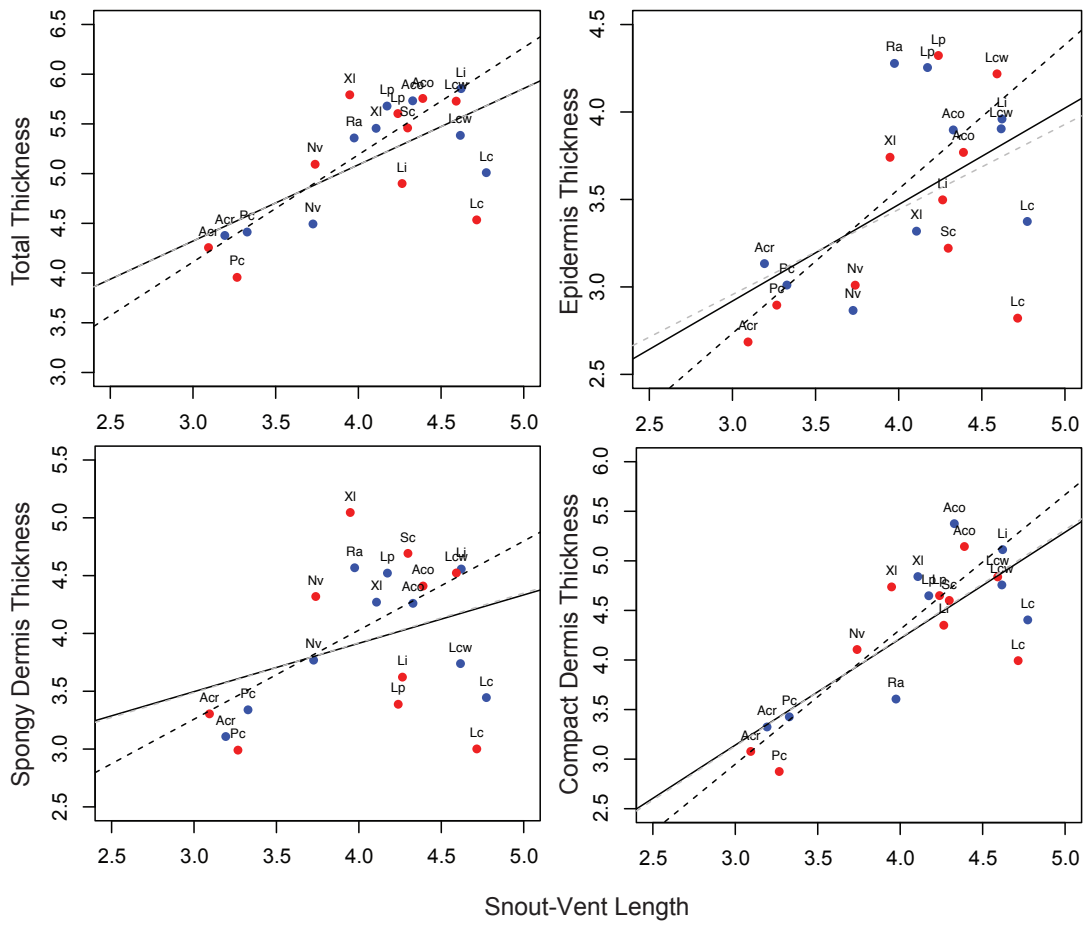 Total Thickness
6.5
6.0
5.5
5.0
4.5
4.0
3.5
3.0
Xl
Lp
Lp
Aco
Aco
Li
Lcw
Sc
Xl
Ra
Lcw
Nv
Li
Lc
Nv
Lc
Acr
Pc
Acr
Pc
2.5 3.0 3.5 4.0 4.5 5.0
Epidermis Thickness
4.5
4.0
3.5
3.0
2.5
Ra
Lp
Lp
Lcw
Li
Lcw
Aco
Aco
Xl
Li
Xl
Sc
Lc
Acr
Pc
Pc
Nv
Nv
Lc
Acr
2.5 3.0 3.5 4.0 4.5 5.0
Spongy Dermis Thickness
5.5
5.0
4.5
4.0
3.5
3.0
2.5
Xl
Sc
Ra
Lp
Lcw
Li
Aco
Nv
Xl
Aco
Nv
Lcw
Li
Lp
Lc
Acr
Pc
Acr
Pc
Lc
2.5 3.0 3.5 4.0 4.5 5.0
Compact Dermis Thickness
6.0
5.5
5.0
4.5
4.0
3.5
3.0
2.5
Aco
Aco
Li
Xl
Lcw
Lcw
Xl
Lp
Lp
Sc
Li
Lc
Nv
Lc
Ra
Pc
Acr
Acr
Pc
2.5 3.0 3.5 4.0 4.5 5.0
Snout-Vent Length